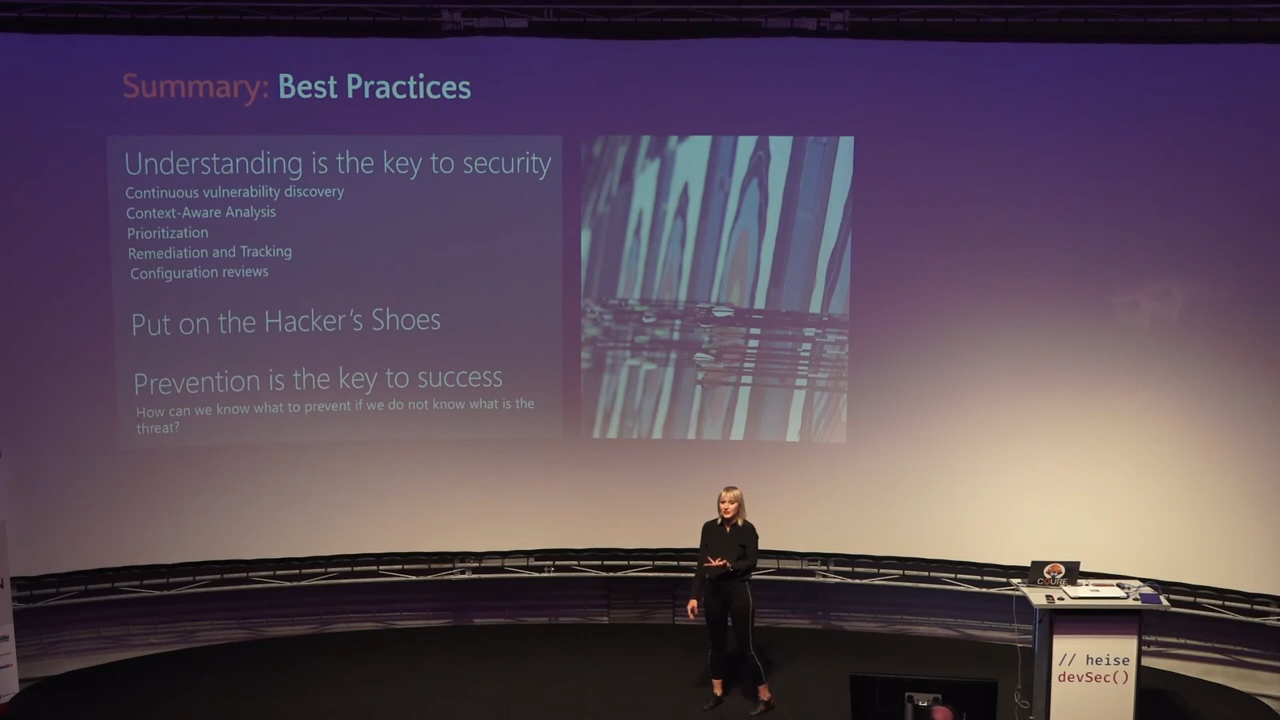 Summary: Best Practices
Understanding is the key to security
Continuous vulnerability discovery
Context-Aware Analysis
Prioritization
Remediation and Tracking
Configuration reviews
Put on the Hacker's Shoes
Prevention is the key to success
How can we know what to prevent if we do not know what is the
threat?
CQURE
// heise
devSec()